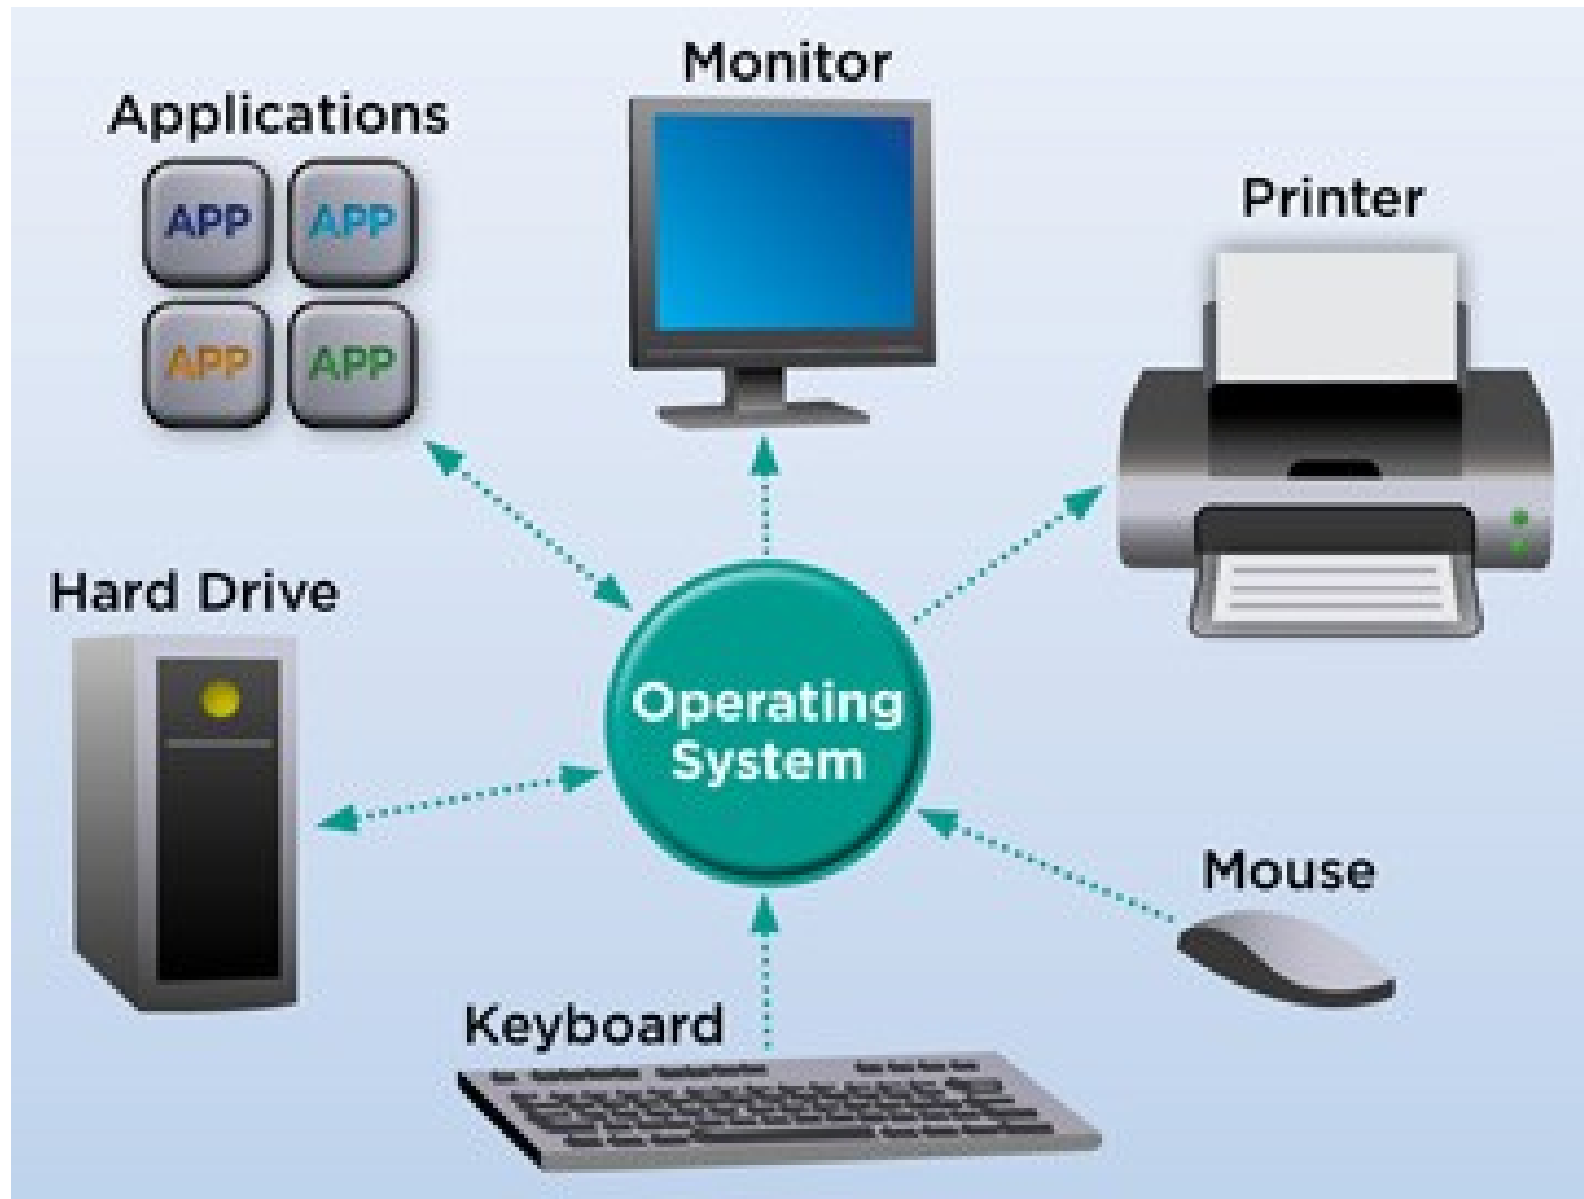 Monitor
Applications
APP APP
APP APP
Printer
Hard Drive
Operating
System
Mouse
Keyboard